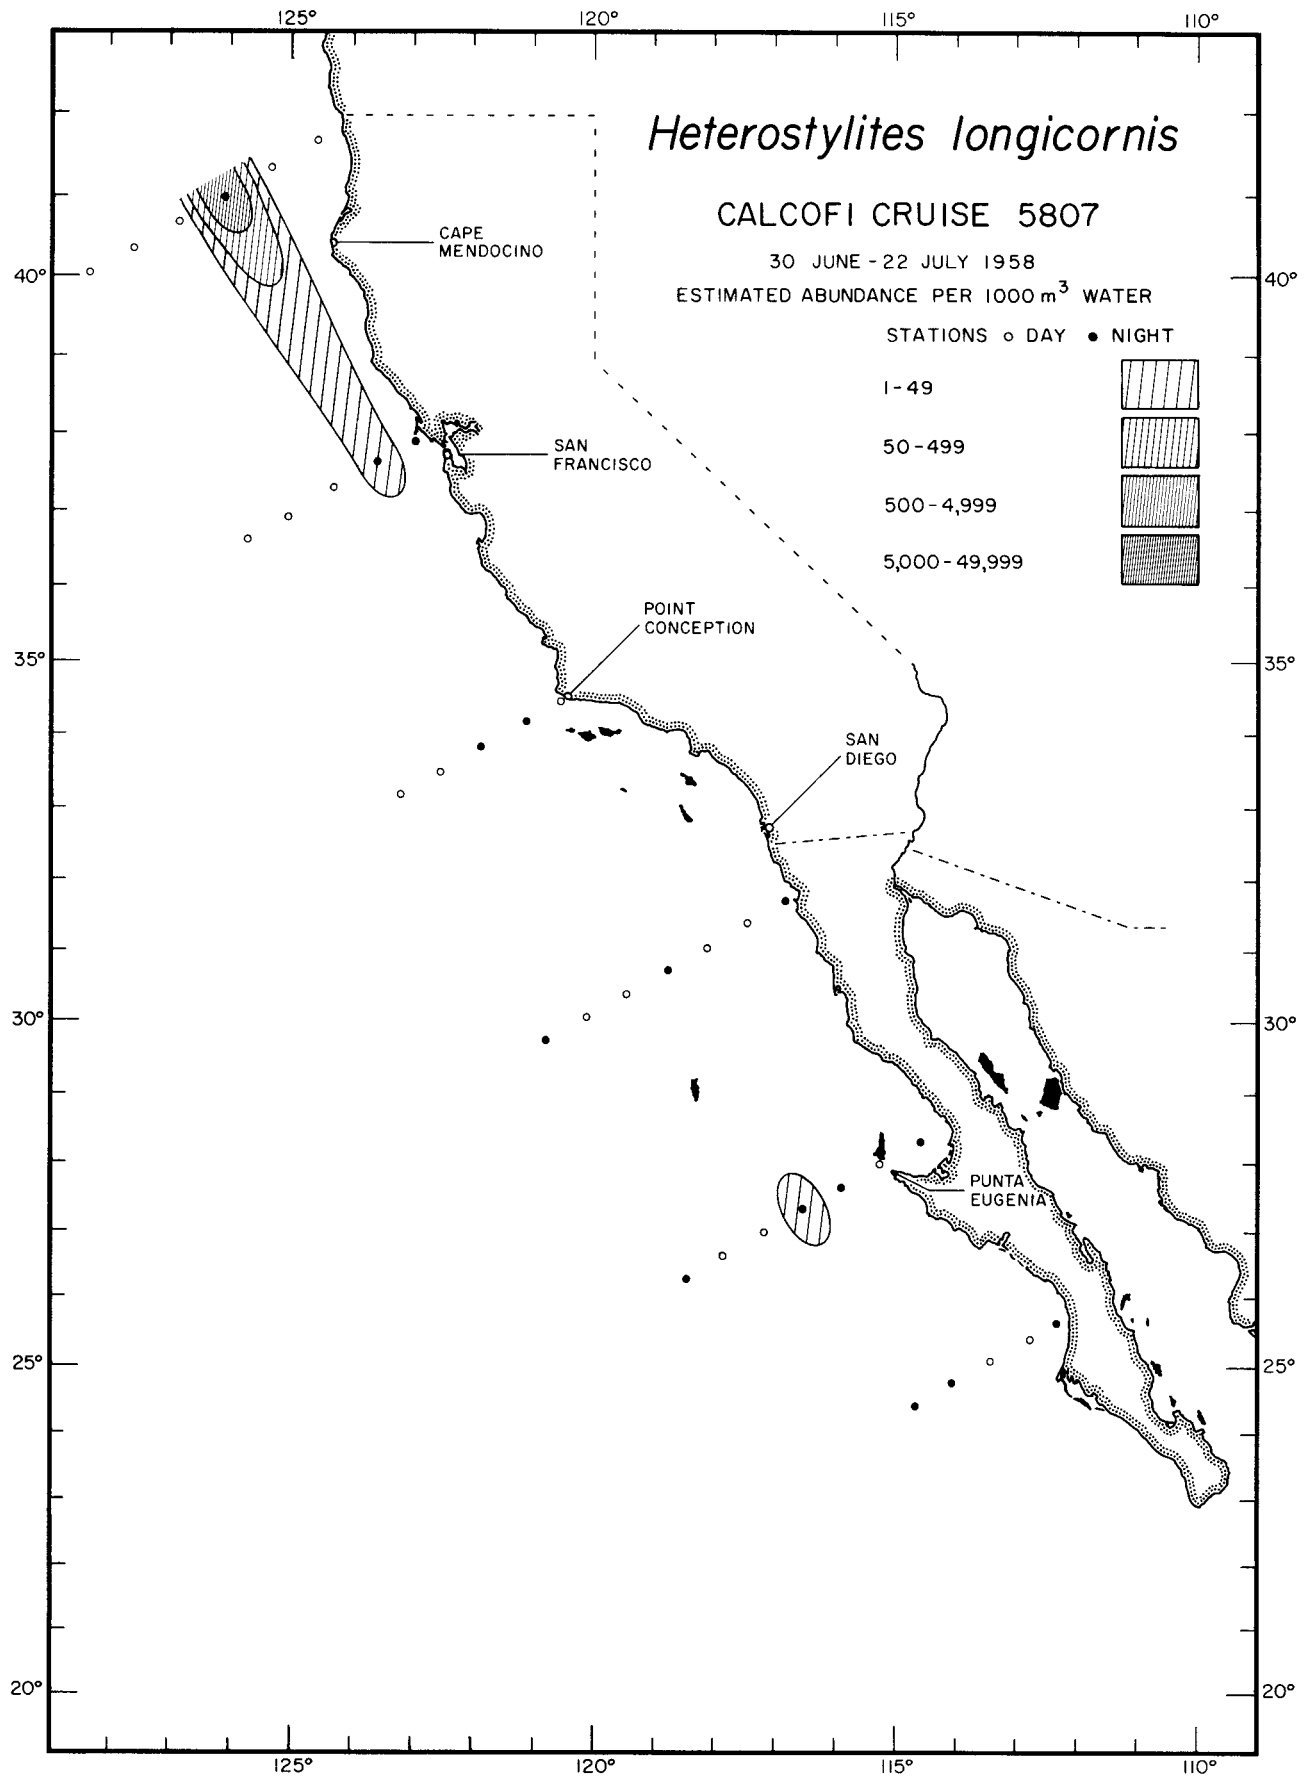 125° 120° 115° 110°
Heterostylites longicornis
CALCOFI CRUISE 5807
30 JUNE-22 JULY 1958
ESTIMATED ABUNDANCE PER 1000 m³ WATER
STATIONS ○ DAY ● NIGHT
1-49
50-499
500-4,999
5,000-49,999
CAPE
MENDOCINO
40° 40°
SAN
FRANCISCO
POINT
CONCEPTION
35° 35°
SAN
DIEGO
30° 30°
PUNTA
EUGENIA
25° 25°
20° 20°
125° 120° 115° 110°